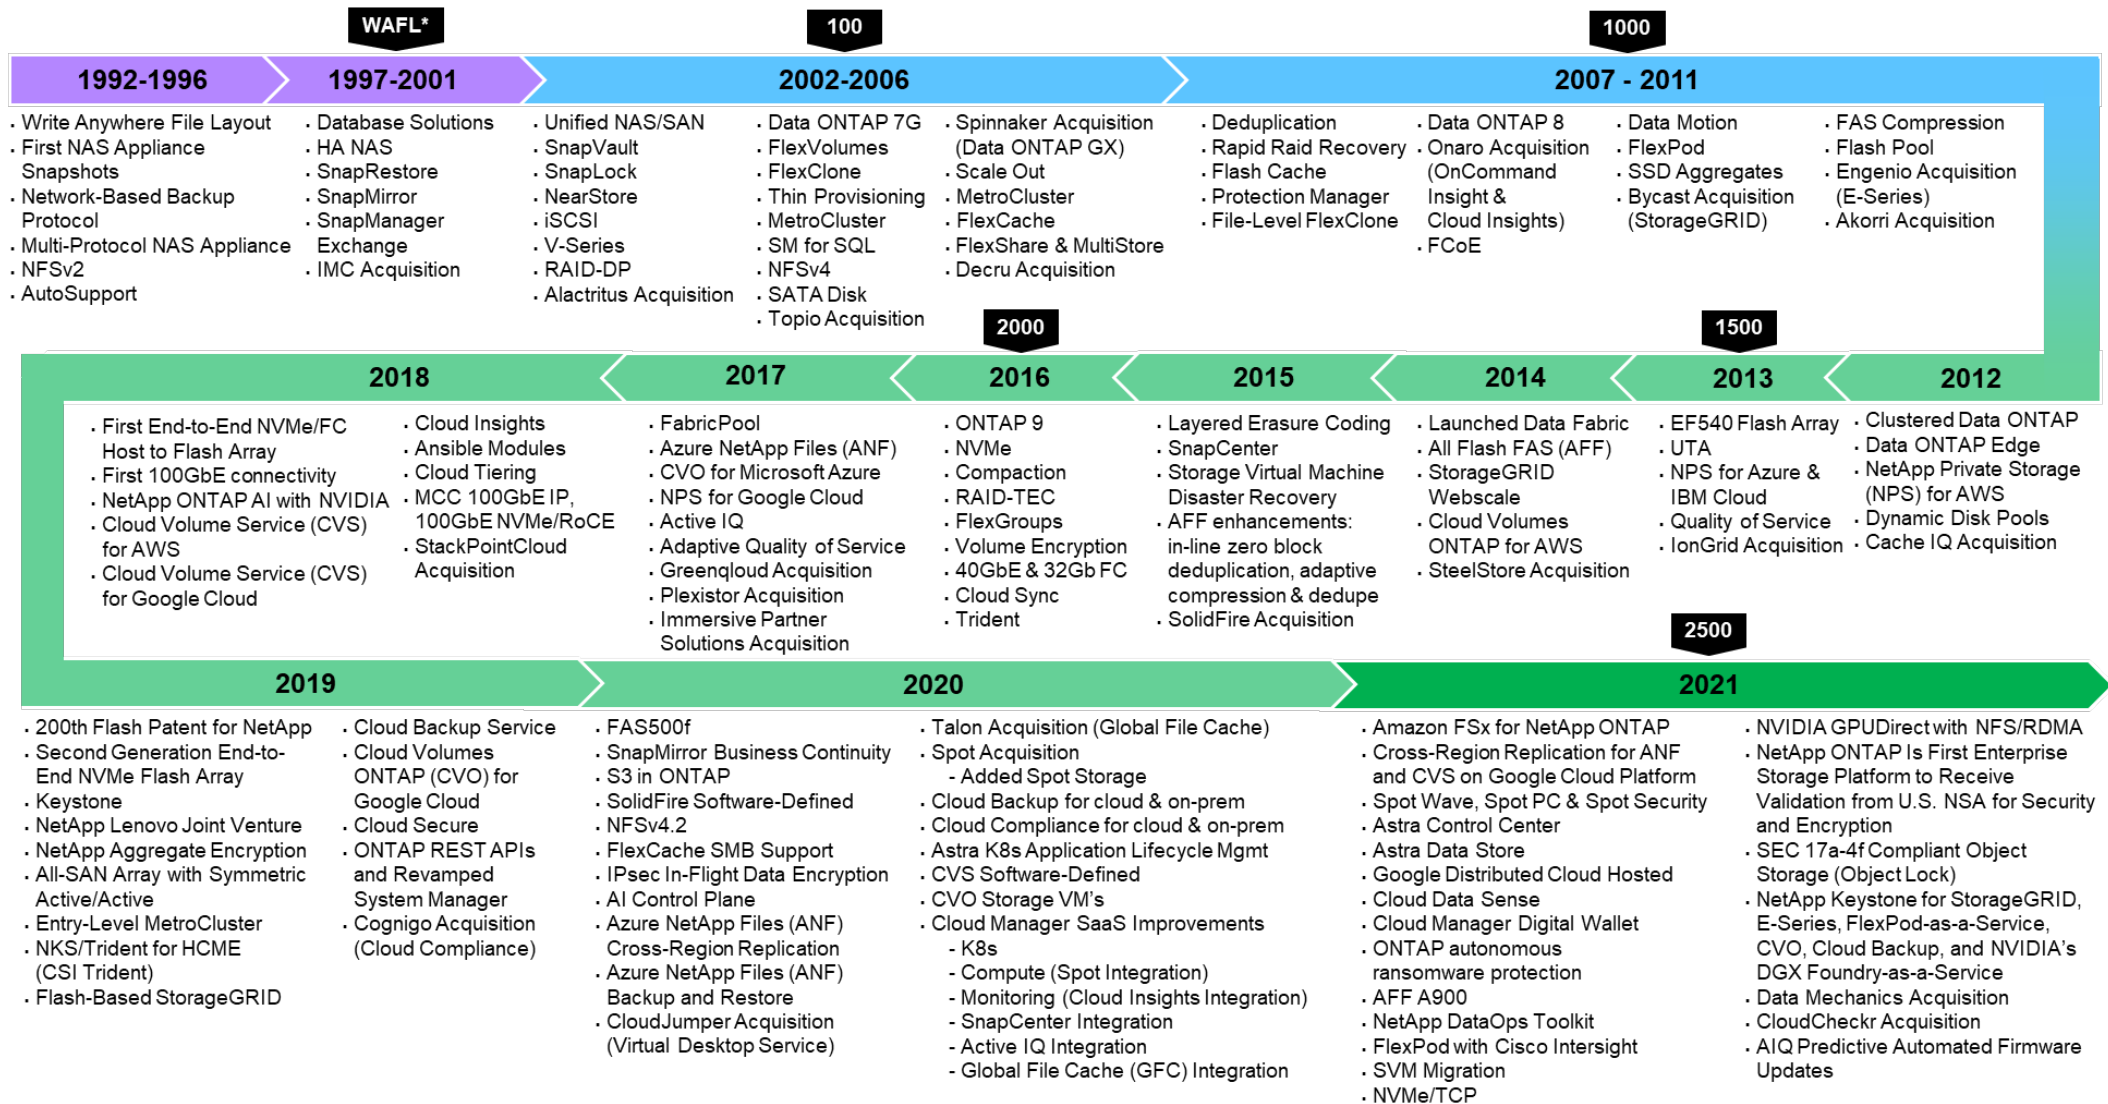 WAFL*
100
1000
1992-1996
1997-2001
2002-2006
2007 - 2011
· Write Anywhere File Layout
· First NAS Appliance
Snapshots
· Network-Based Backup
Protocol
· Multi-Protocol NAS Appliance
· NFSv2
· AutoSupport
· Database Solutions
· HA NAS
· SnapRestore
· SnapMirror
· SnapManager
Exchange
· IMC Acquisition
· Unified NAS/SAN
· SnapVault
· SnapLock
· NearStore
· iSCSI
· V-Series
· RAID-DP
· Alactritus Acquisition
· Data ONTAP 7G
· FlexVolumes
· FlexClone
· Thin Provisioning
· MetroCluster
· SM for SQL
· NFSv4
· SATA Disk
· Topio Acquisition
· Spinnaker Acquisition
(Data ONTAP GX)
· Scale Out
· MetroCluster
· FlexCache
· FlexShare & MultiStore
· Decru Acquisition
· Deduplication
· Rapid Raid Recovery
· Flash Cache
· Protection Manager
· File-Level FlexClone
· Data ONTAP 8
· Onaro Acquisition
(OnCommand
Insight &
Cloud Insights)
· FCoE
· Data Motion
· FlexPod
· SSD Aggregates
· Bycast Acquisition
(StorageGRID)
· FAS Compression
· Flash Pool
· Engenio Acquisition
(E-Series)
· Akorri Acquisition
2000
1500
2018
2017
2016
2015
2014
2013
2012
· First End-to-End NVMe/FC
Host to Flash Array
· First 100GbE connectivity
· NetApp ONTAP AI with NVIDIA
· Cloud Volume Service (CVS)
for AWS
· Cloud Volume Service (CVS)
for Google Cloud
· Cloud Insights
· Ansible Modules
· Cloud Tiering
· MCC 100GbE IP,
100GbE NVMe/RoCE
· StackPointCloud
Acquisition
· FabricPool
· Azure NetApp Files (ANF)
· CVO for Microsoft Azure
· NPS for Google Cloud
· Active IQ
· Adaptive Quality of Service
· Greenqloud Acquisition
· Plexistor Acquisition
· Immersive Partner
Solutions Acquisition
· ONTAP 9
· NVMe
· Compaction
· RAID-TEC
· FlexGroups
· Volume Encryption
· 40GbE & 32Gb FC
· Cloud Sync
· Trident
· Layered Erasure Coding
· SnapCenter
· Storage Virtual Machine
Disaster Recovery
· AFF enhancements:
in-line zero block
deduplication, adaptive
compression & dedupe
· SolidFire Acquisition
· Launched Data Fabric
· All Flash FAS (AFF)
· StorageGRID
Webscale
· Cloud Volumes
ONTAP for AWS
· SteelStore Acquisition
· EF540 Flash Array
· UTA
· NPS for Azure &
IBM Cloud
· Quality of Service
· IonGrid Acquisition
· Clustered Data ONTAP
· Data ONTAP Edge
· NetApp Private Storage
(NPS) for AWS
· Dynamic Disk Pools
· Cache IQ Acquisition
2500
2019
2020
2021
· 200th Flash Patent for NetApp
· Second Generation End-to-
End NVMe Flash Array
· Keystone
· NetApp Lenovo Joint Venture
· NetApp Aggregate Encryption
· All-SAN Array with Symmetric
Active/Active
· Entry-Level MetroCluster
· NKS/Trident for HCME
(CSI Trident)
· Flash-Based StorageGRID
· Cloud Backup Service
· Cloud Volumes
ONTAP (CVO) for
Google Cloud
· Cloud Secure
· ONTAP REST APIs
and Revamped
System Manager
· Cognigo Acquisition
(Cloud Compliance)
· FAS500f
· SnapMirror Business Continuity
· S3 in ONTAP
· SolidFire Software-Defined
· NFSv4.2
· FlexCache SMB Support
· IPsec In-Flight Data Encryption
· AI Control Plane
· Azure NetApp Files (ANF)
Cross-Region Replication
· Azure NetApp Files (ANF)
Backup and Restore
· CloudJumper Acquisition
(Virtual Desktop Service)
· Talon Acquisition (Global File Cache)
· Spot Acquisition
- Added Spot Storage
· Cloud Backup for cloud & on-prem
· Cloud Compliance for cloud & on-prem
· Astra K8s Application Lifecycle Mgmt
· CVS Software-Defined
· CVO Storage VM's
· Cloud Manager SaaS Improvements
- K8s
- Compute (Spot Integration)
- Monitoring (Cloud Insights Integration)
- SnapCenter Integration
- Active IQ Integration
- Global File Cache (GFC) Integration
· Amazon FSx for NetApp ONTAP
· Cross-Region Replication for ANF
and CVS on Google Cloud Platform
· Spot Wave, Spot PC & Spot Security
· Astra Control Center
· Astra Data Store
· Google Distributed Cloud Hosted
· Cloud Data Sense
· Cloud Manager Digital Wallet
· ONTAP autonomous
ransomware protection
· AFF A900
· NetApp DataOps Toolkit
· FlexPod with Cisco Intersight
· SVM Migration
· NVMe/TCP
· NVIDIA GPUDirect with NFS/RDMA
· NetApp ONTAP Is First Enterprise
Storage Platform to Receive
Validation from U.S. NSA for Security
and Encryption
· SEC 17a-4f Compliant Object
Storage (Object Lock)
· NetApp Keystone for StorageGRID,
E-Series, FlexPod-as-a-Service,
CVO, Cloud Backup, and NVIDIA's
DGX Foundry-as-a-Service
· Data Mechanics Acquisition
· CloudCheckr Acquisition
· AIQ Predictive Automated Firmware
Updates